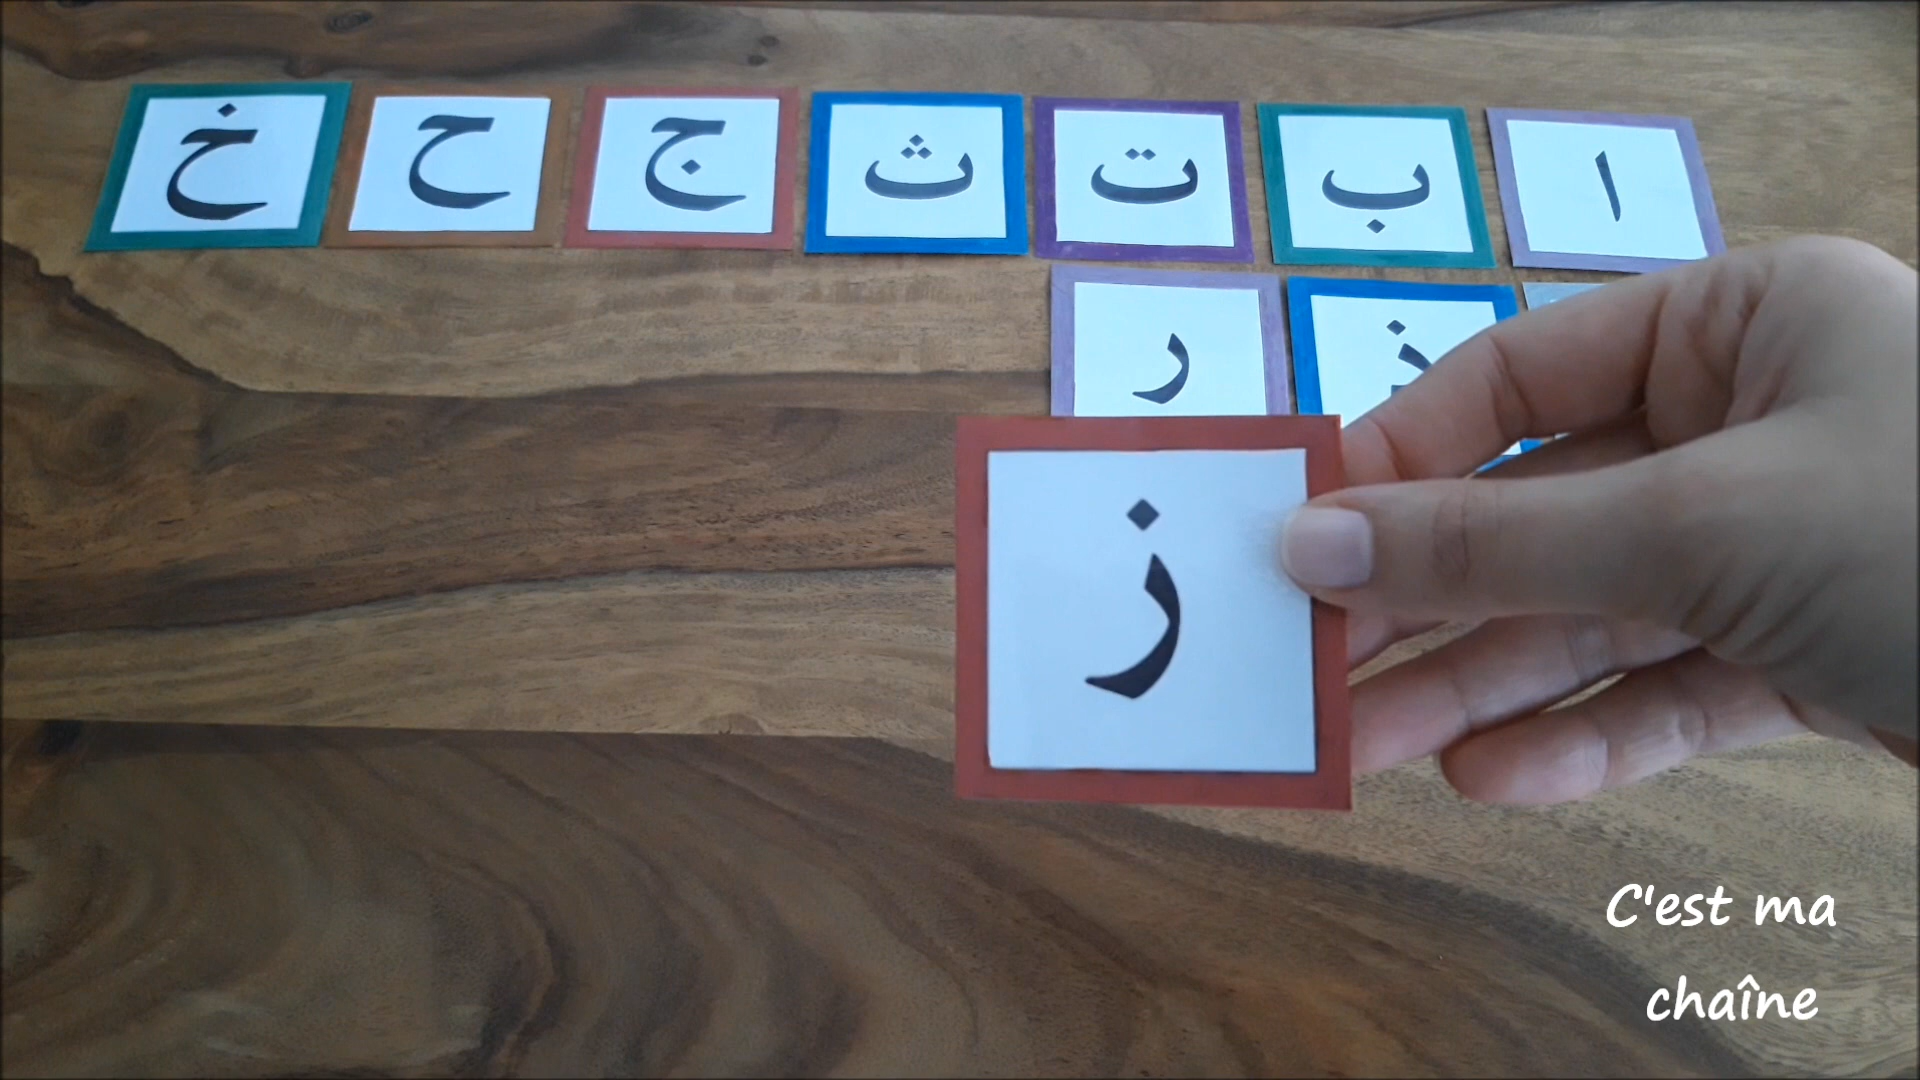 ا ب ت ث ج ح خ
ذ ر
ز
C'est ma
chaîne